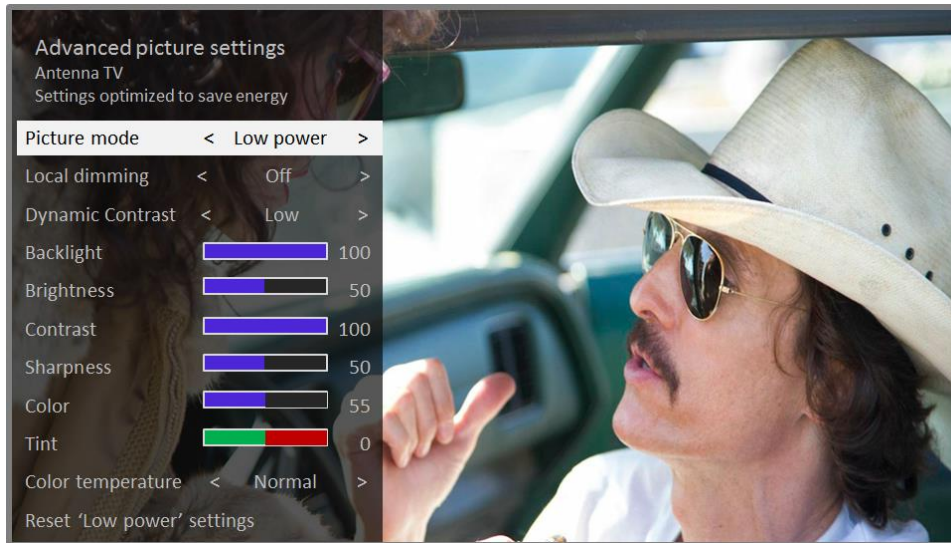 Advanced picture settings
Antenna TV
Settings optimized to save energy
Picture mode < Low power >
Local dimming < Off >
Dynamic Contrast < Low >
Backlight 100
Brightness 50
Contrast 100
Sharpness 50
Color 55
Tint 0
Color temperature < Normal >
Reset ‘Low power’ settings